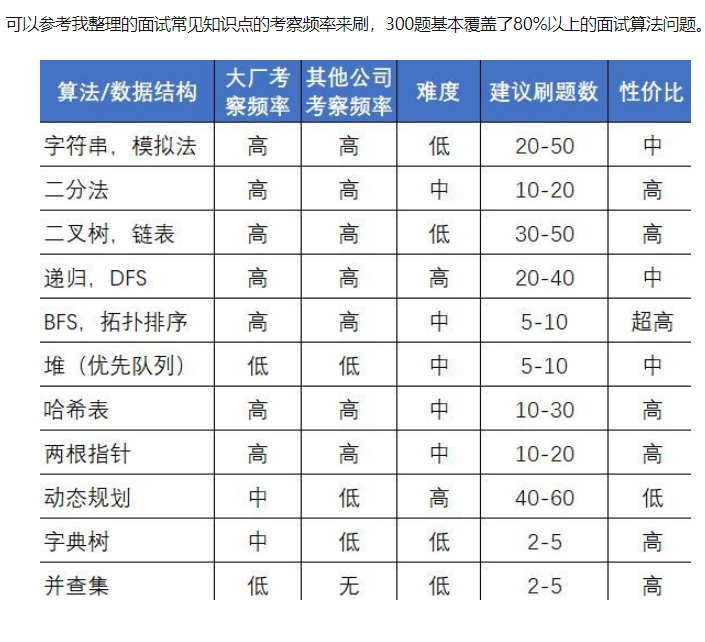 可以参考我整理的面试常见知识点的考察频率来刷，300题基本覆盖了80%以上的面试算法问题。
算法/数据结构 大厂考察频率 其他公司考察频率 难度 建议刷题数 性价比
字符串，模拟法 高 高 低 20-50 中
二分法 高 高 中 10-20 高
二叉树，链表 高 高 低 30-50 高
递归，DFS 高 高 高 20-40 中
BFS，拓扑排序 高 高 中 5-10 超高
堆（优先队列） 低 低 中 5-10 中
哈希表 高 高 中 10-30 高
两根指针 高 高 中 10-20 高
动态规划 中 低 高 40-60 低
字典树 中 低 低 2-5 高
并查集 低 无 低 2-5 高